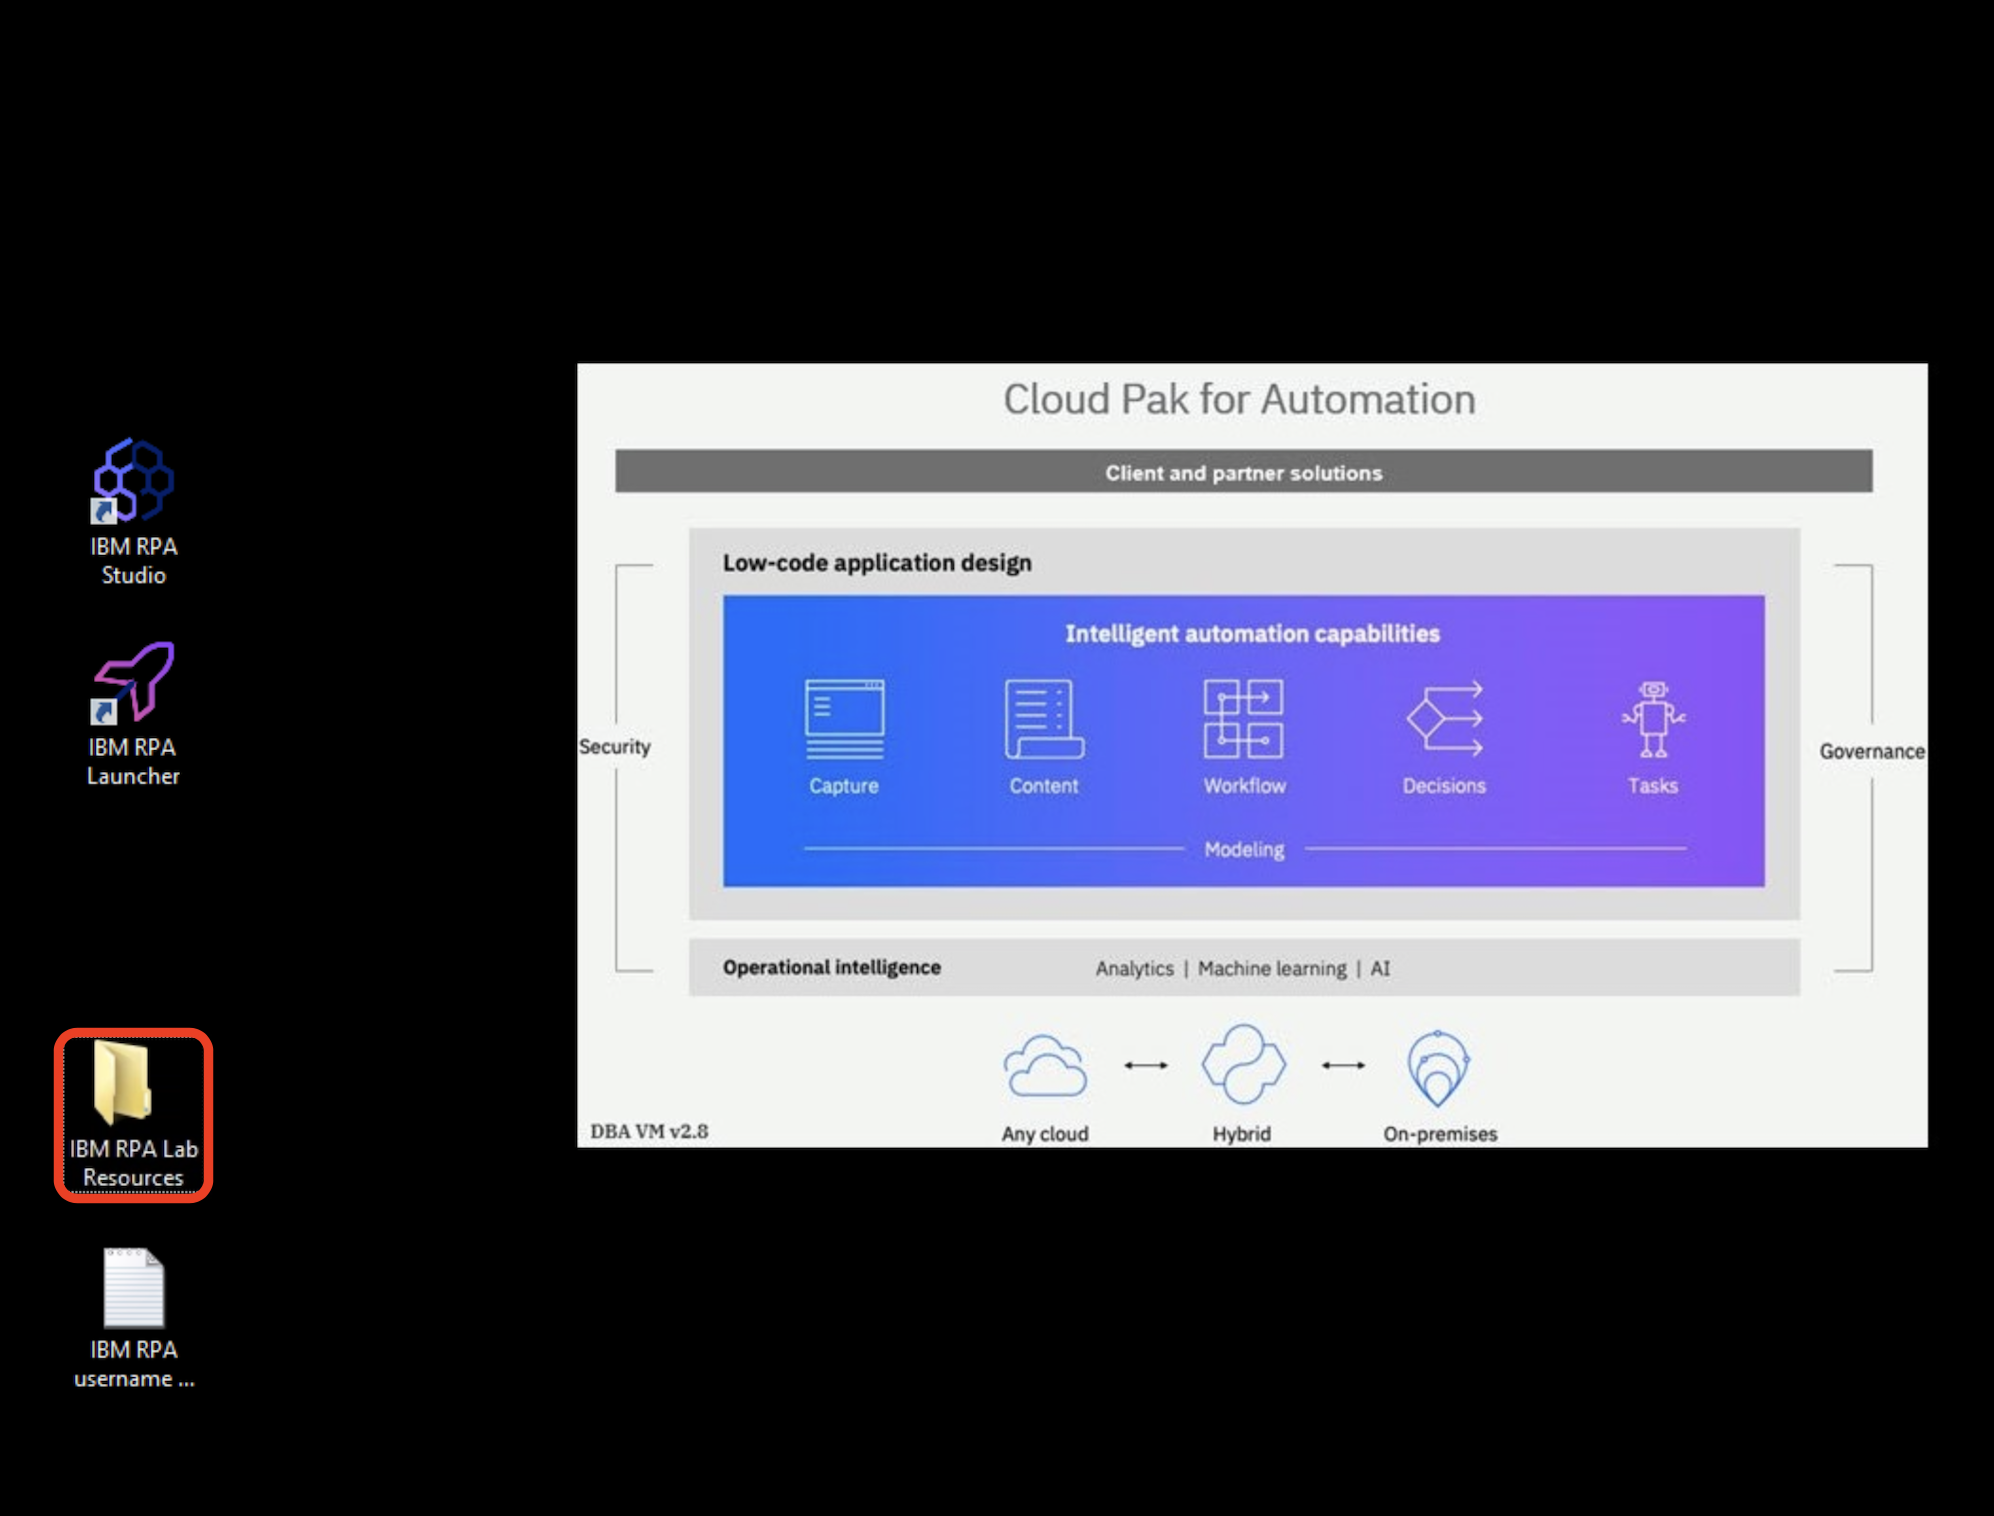 IBM RPA
Studio
IBM RPA
Launcher
IBM RPA Lab
Resources
IBM RPA
username ...
Cloud Pak for Automation
Client and partner solutions
Low-code application design
Intelligent automation capabilities
Capture
Content
Workflow
Decisions
Tasks
Modeling
Security
Governance
Operational intelligence
Analytics | Machine learning | AI
Any cloud
Hybrid
On-premises
DBA VM v2.8